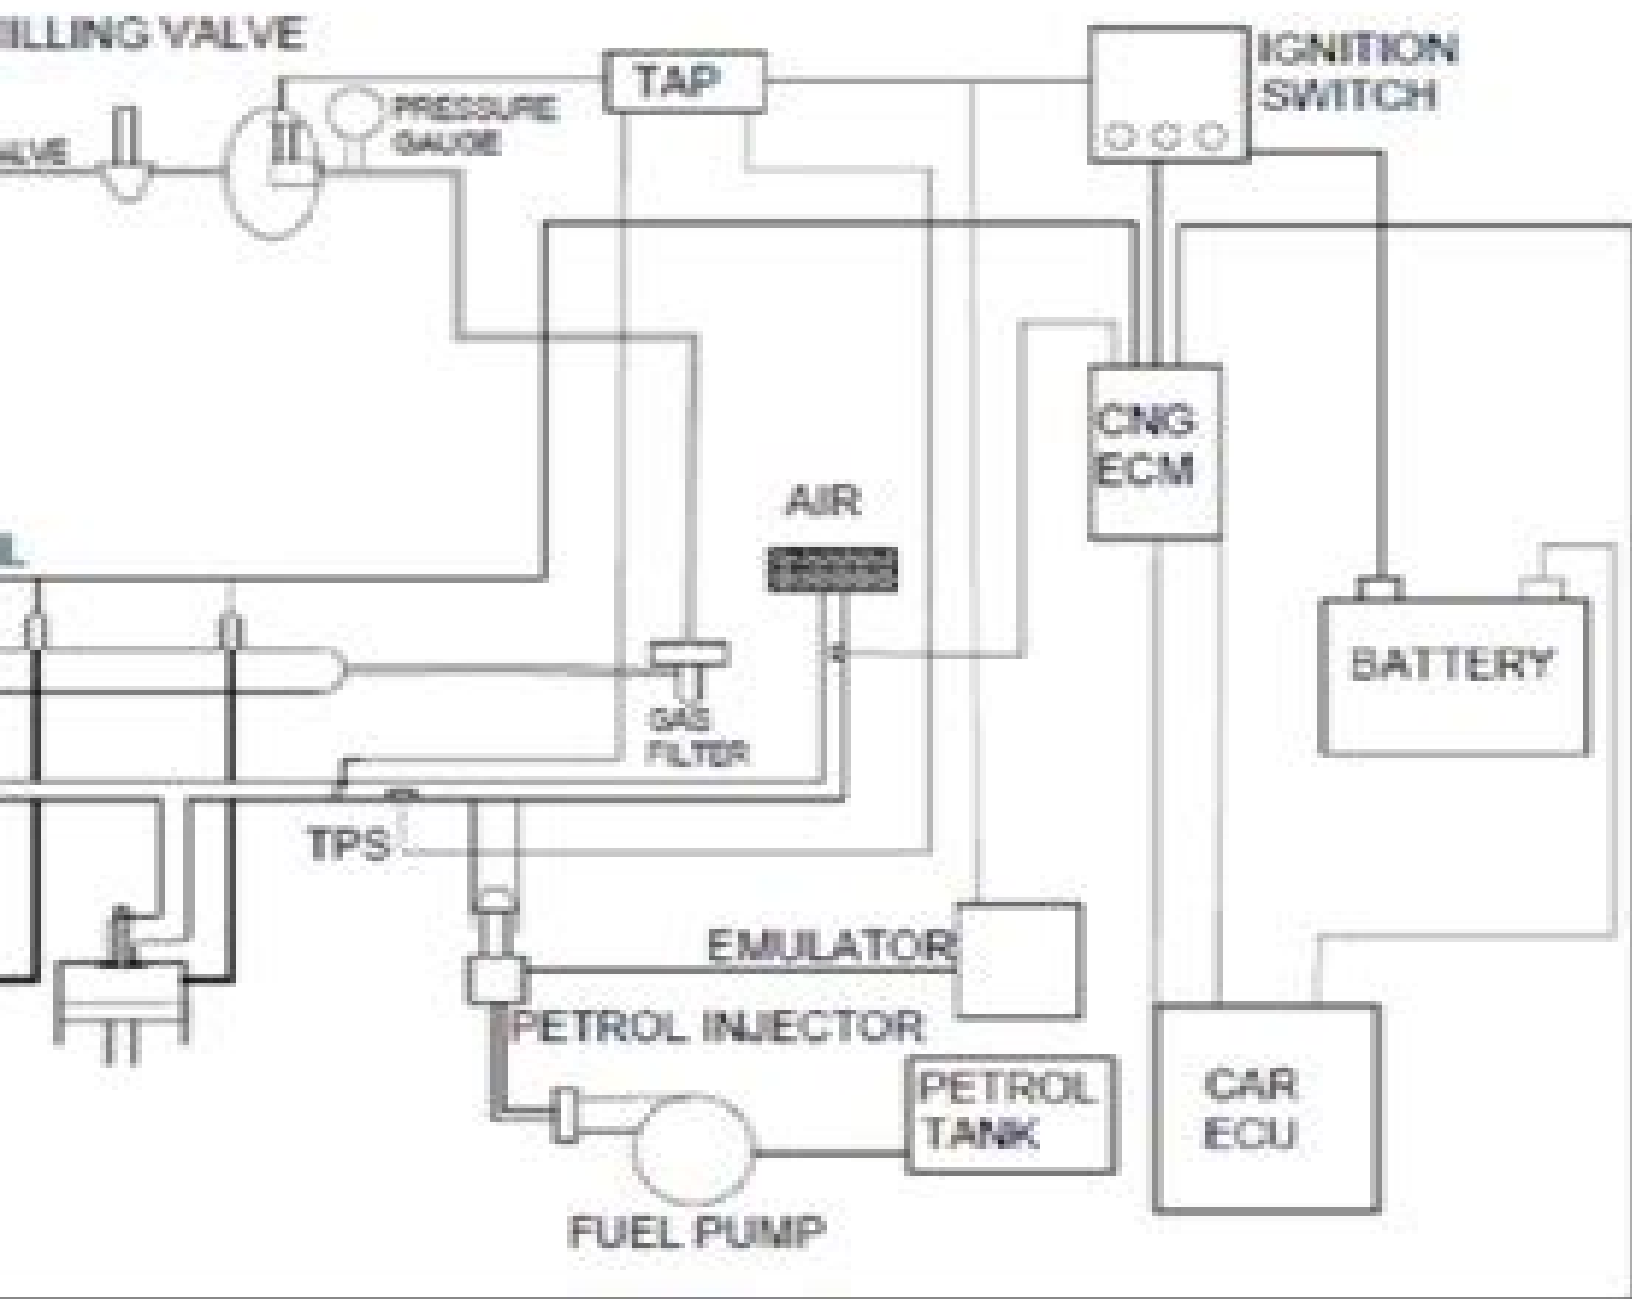 ILLING VALVE
IGNITION
SWITCH
TAP
PRESSURE
GAUGE
ALVE
CNG
ECM
AIR
L
BATTERY
GAS
FILTER
TPS
EMULATOR
PETROL INJECTOR
PETROL
TANK
CAR
ECU
FUEL PUMP